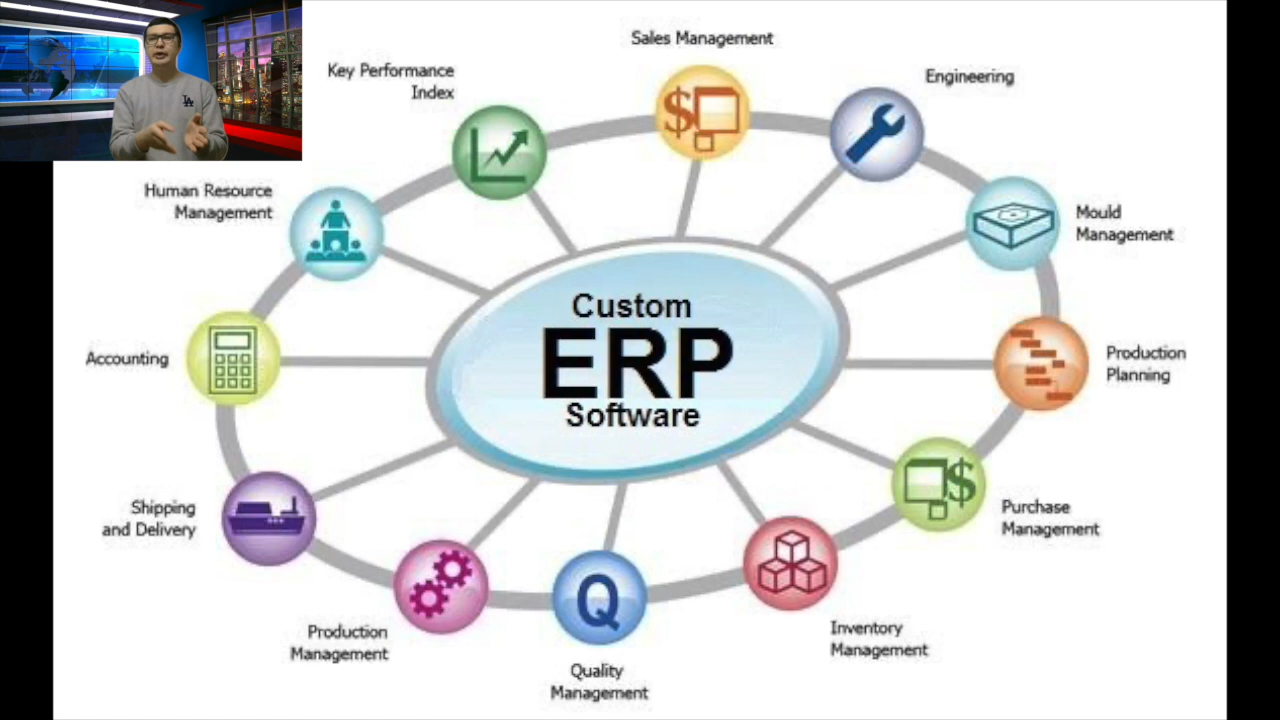 Sales Management
Engineering
Key Performance
Index
Human Resource
Management
Mould
Management
Accounting
Production
Planning
Custom
ERP
Software
Shipping
and Delivery
Purchase
Management
Production
Management
Quality
Management
Inventory
Management
$
$
Q
LA